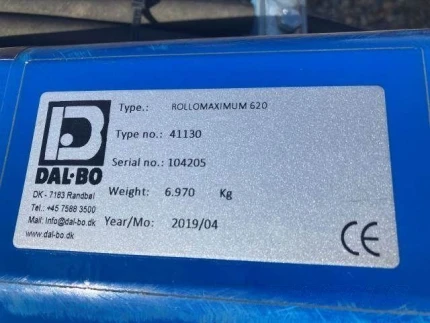 Type.: ROLLOMAXIMUM 620
Type no.: 41130
Serial no.: 104205
Weight: 6.970 Kg
Year/Mo: 2019/04
DAL-BO
DK - 7183 Randbøl
Tel.: +45 7588 3500
Mail: info@dal-bo.dk
www.dal-bo.dk
CE